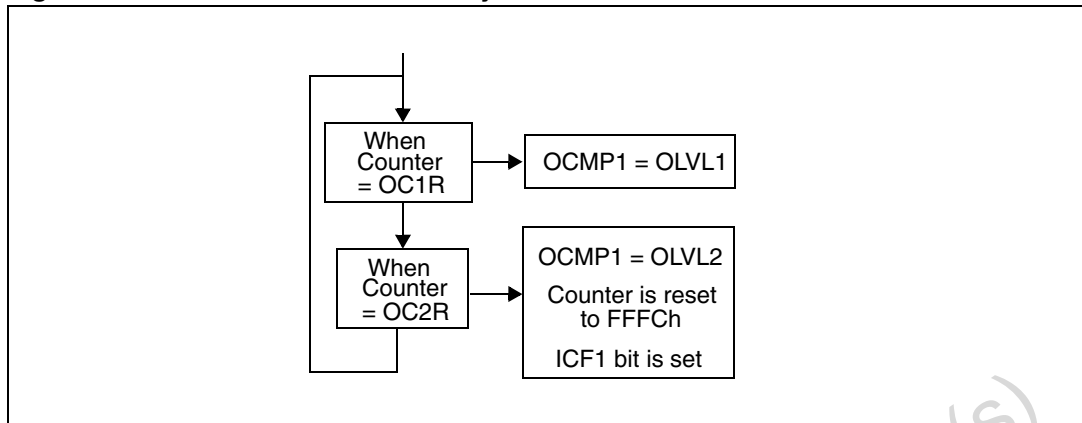 When
Counter
= OC1R
OCMP1 = OLVL1
When
Counter
= OC2R
OCMP1 = OLVL2
Counter is reset
to FFFCh
ICF1 bit is set